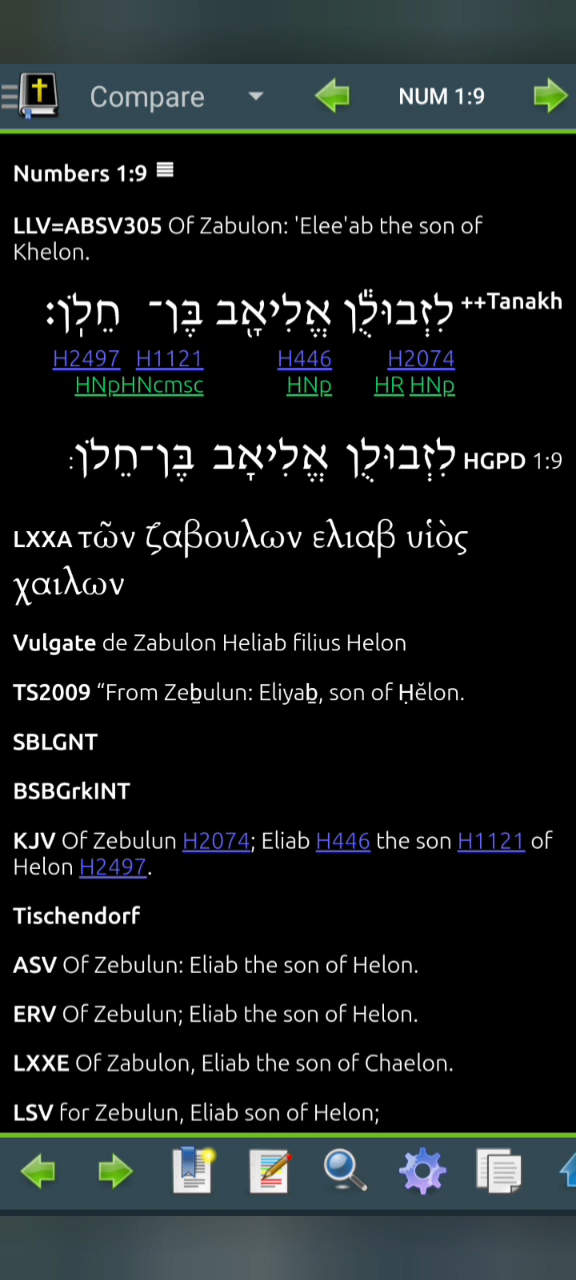 Compare
NUM 1:9
Numbers 1:9
LLV=ABSV305 Of Zabulon: 'Elee'ab the son of
Khelon.
++Tanakh לִזְבוּלֻ֕ן אֱלִיאָ֖ב בֶּן־ חֵלֹֽן׃
H2497 H1121 H446 H2074
HNpHNcmsc HNp HR HNp
HGPD 1:9 לִזְבוּלֻן אֱלִיאָב בֶּן־חֵלֹן׃
LXXA τῶν ζαβουλων ελιαβ υἱὸς
χαιλων
Vulgate de Zabulon Heliab filius Helon
TS2009 “From Zeḇulun: Eliyaḇ, son of Ḥĕlon.
SBLGNT
BSBGrkINT
KJV Of Zebulun H2074; Eliab H446 the son H1121 of
Helon H2497.
Tischendorf
ASV Of Zebulun: Eliab the son of Helon.
ERV Of Zebulun; Eliab the son of Helon.
LXXE Of Zabulon, Eliab the son of Chaelon.
LSV for Zebulun, Eliab son of Helon;